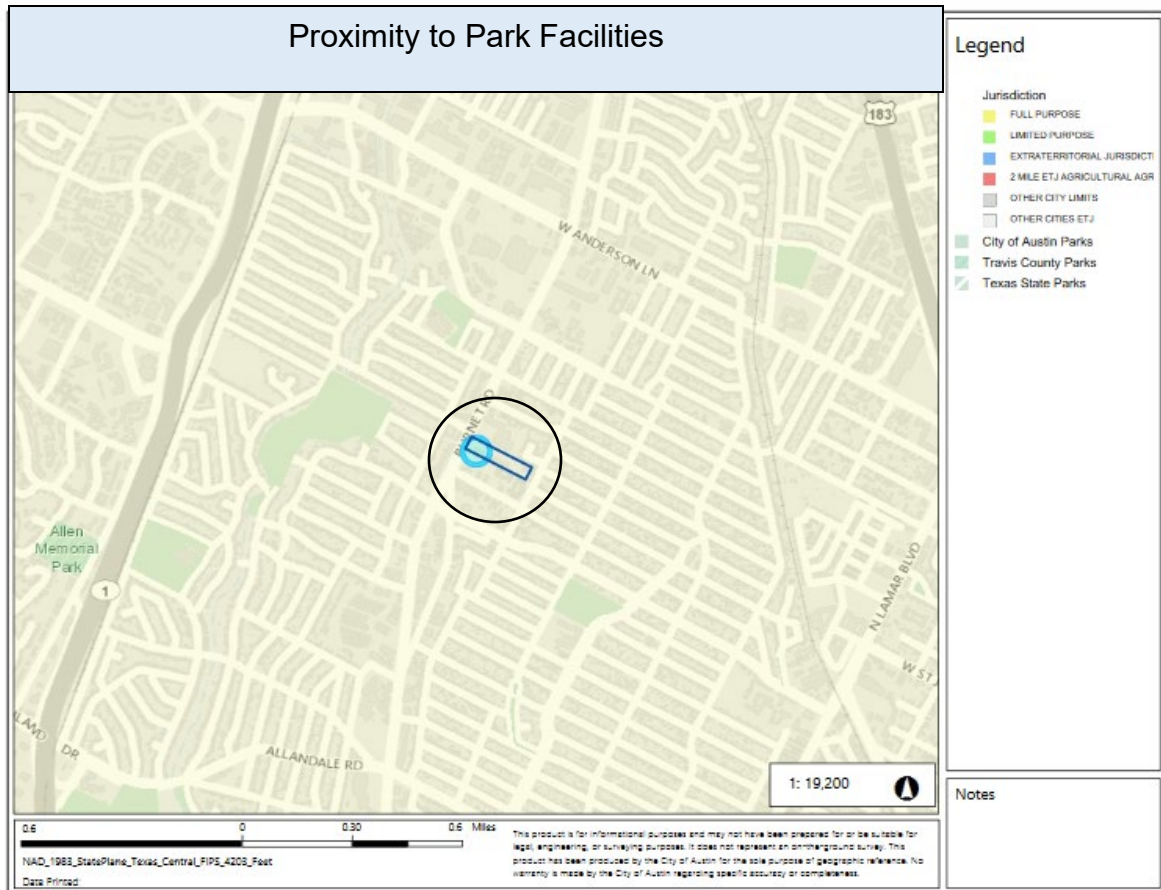 Proximity to Park Facilities
Legend
Jurisdiction
FULL PURPOSE
LIMITED PURPOSE
EXTRATERRITORIAL JURISDICTI
2 MILE ETJ AGRICULTURAL AGR
OTHER CITY LIMITS
OTHER CITIES ETJ
City of Austin Parks
Travis County Parks
Texas State Parks
183
W ANDERSON LN
BURNET RD
Allen
Memorial
Park
1
N LAMAR BLVD
W ST J
LAND DR
ALLANDALE RD
1: 19,200
Notes
0.6 0 0.30 0.6 Miles
NAD_1983_StatePlane_Texas_Central_FIPS_4203_Feet
Date Printed:
This product is for informational purposes and may not have been prepared for or be suitable for
legal, engineering, or surveying purposes. It does not represent an on-the-ground survey. This
product has been produced by the City of Austin for the sole purpose of geographic reference. No
warranty is made by the City of Austin regarding specific accuracy or completeness.